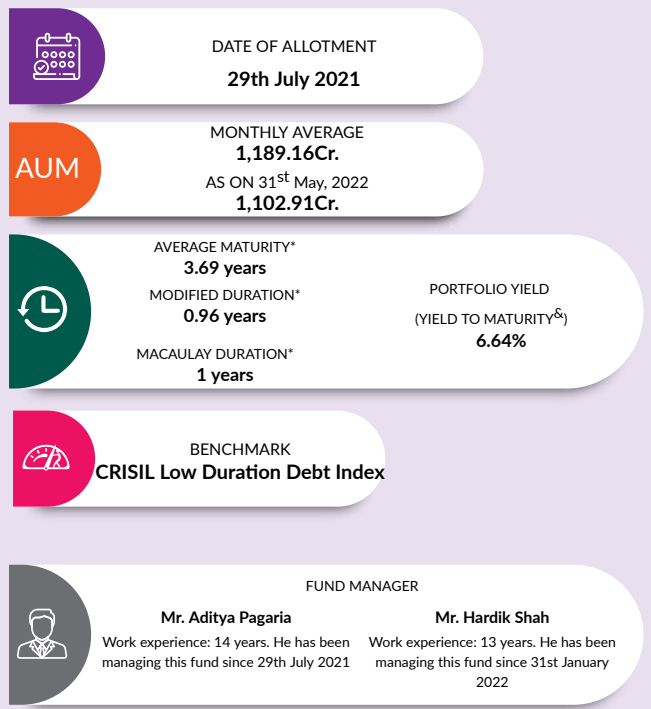 DATE OF ALLOTMENT
29th July 2021
AUM
MONTHLY AVERAGE
1,189.16Cr.
AS ON 31st May, 2022
1,102.91Cr.
AVERAGE MATURITY*
3.69 years
MODIFIED DURATION*
0.96 years
MACAULAY DURATION*
1 years
PORTFOLIO YIELD
(YIELD TO MATURITY&)
6.64%
BENCHMARK
CRISIL Low Duration Debt Index
FUND MANAGER
Mr. Aditya Pagaria
Work experience: 14 years. He has been
managing this fund since 29th July 2021
Mr. Hardik Shah
Work experience: 13 years. He has been
managing this fund since 31st January
2022